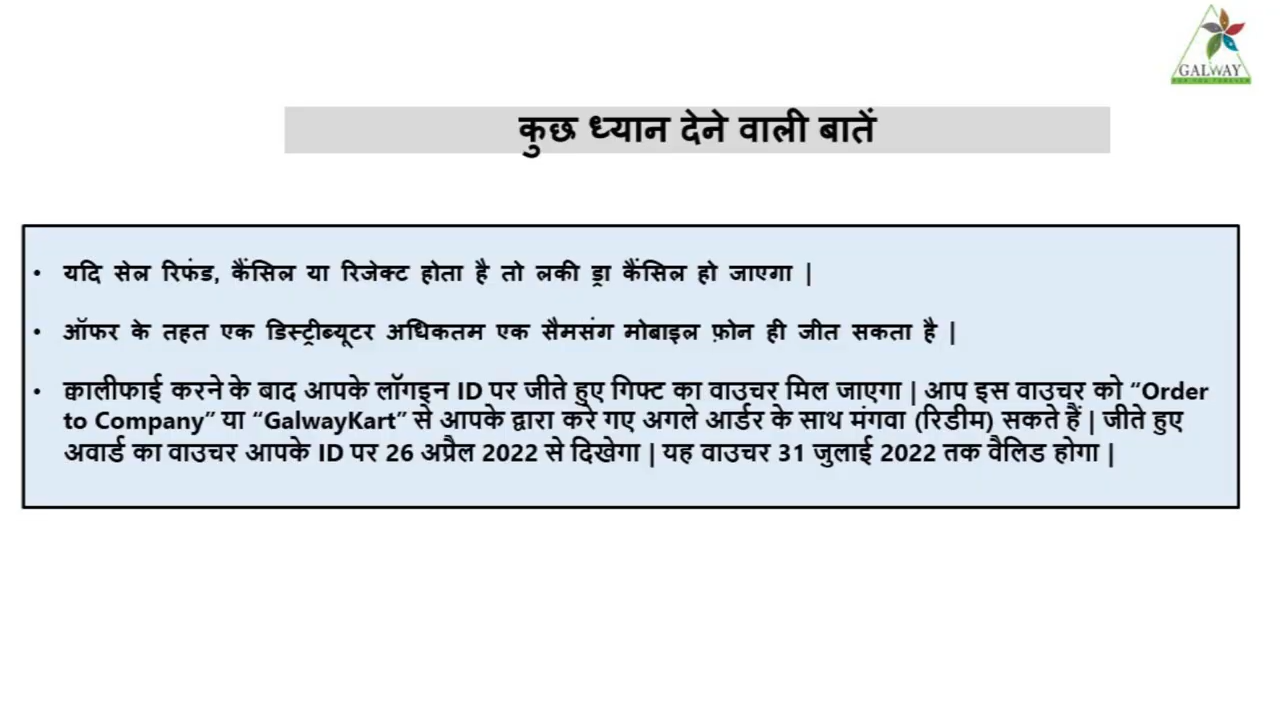 GALWAY
कुछ ध्यान देने वाली बातें
• यदि सेल रिफंड, कैंसिल या रिजेक्ट होता है तो लकी ड्रा कैंसिल हो जाएगा |
• ऑफर के तहत एक डिस्ट्रीब्यूटर अधिकतम एक सैमसंग मोबाइल फ़ोन ही जीत सकता है |
• क्वालीफाई करने के बाद आपके लॉगइन ID पर जीते हुए गिफ्ट का वाउचर मिल जाएगा | आप इस वाउचर को “Order
to Company” या “GalwayKart” से आपके द्वारा करे गए अगले आर्डर के साथ मंगवा (रिडीम) सकते हैं | जीते हुए
अवार्ड का वाउचर आपके ID पर 26 अप्रैल 2022 से दिखेगा | यह वाउचर 31 जुलाई 2022 तक वैलिड होगा |